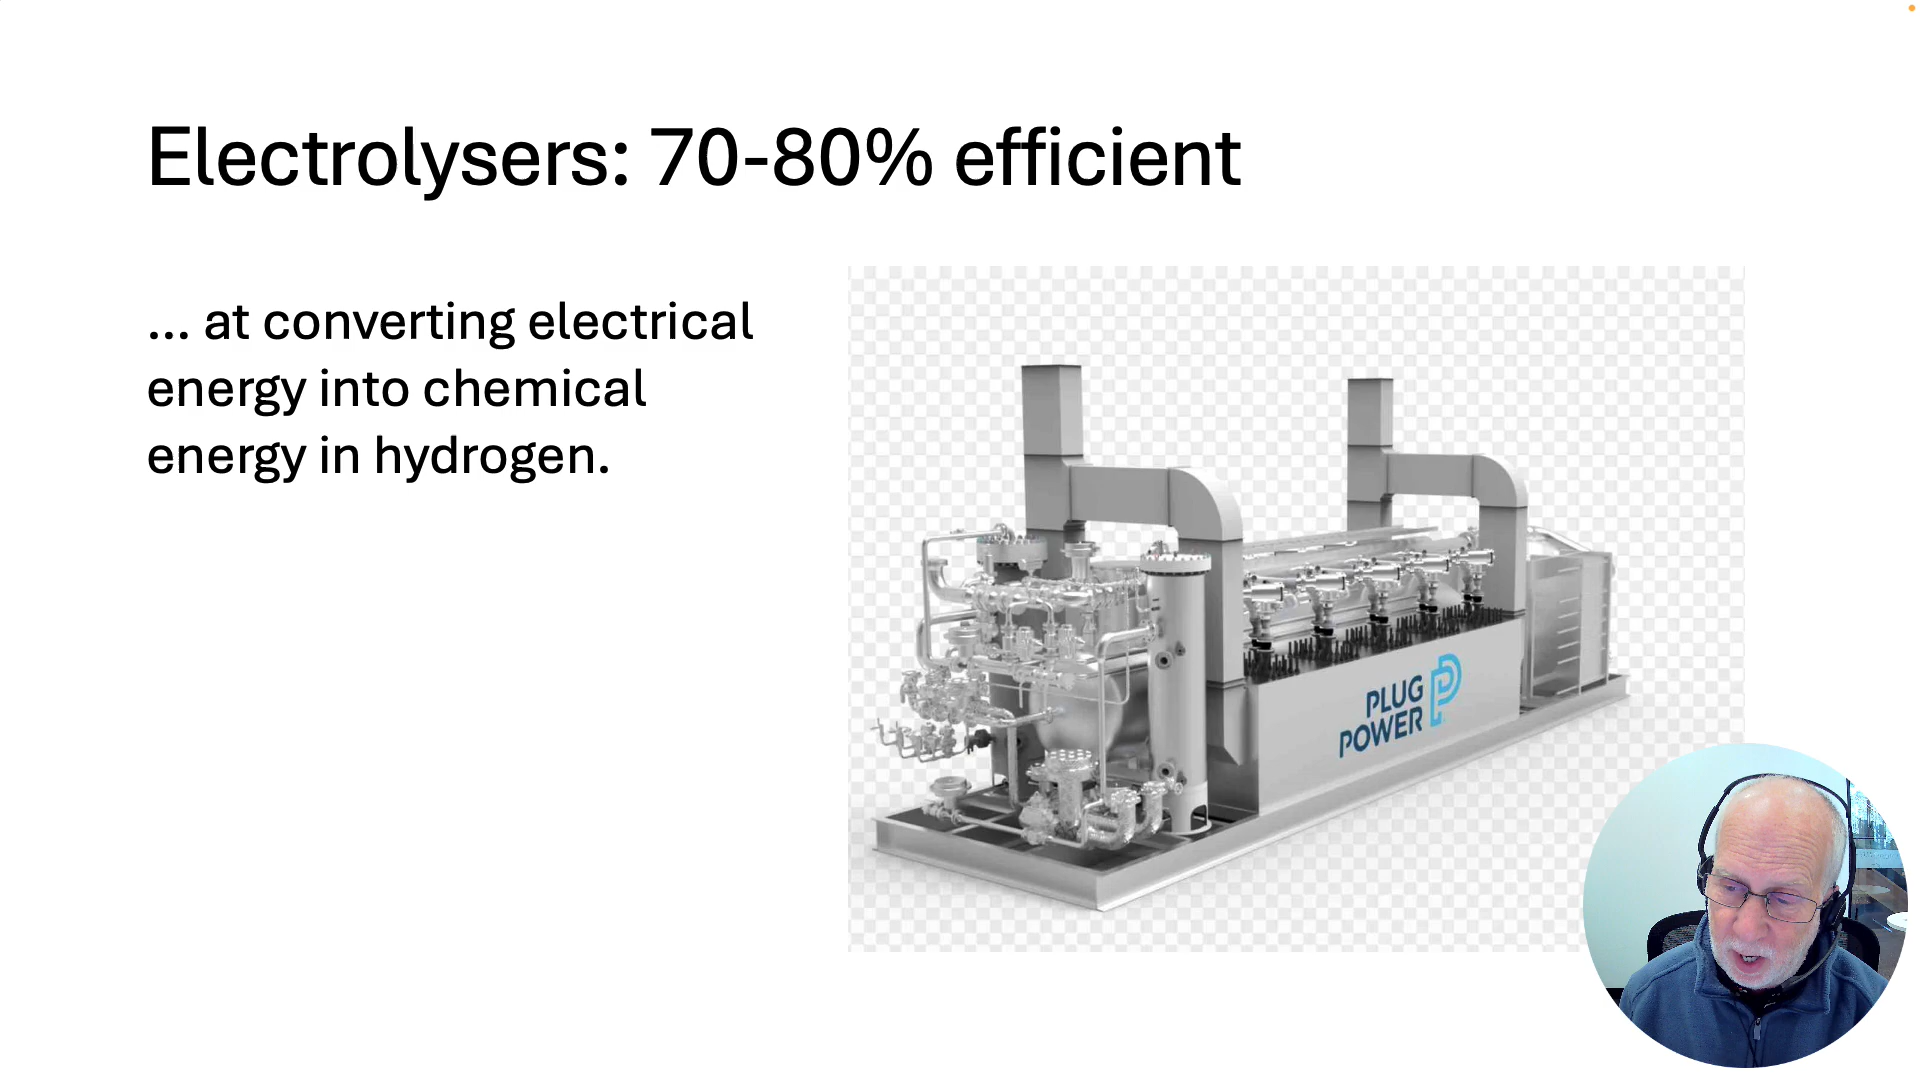 Electrolysers: 70-80% efficient
... at converting electrical
energy into chemical
energy in hydrogen.
PLUG
POWER